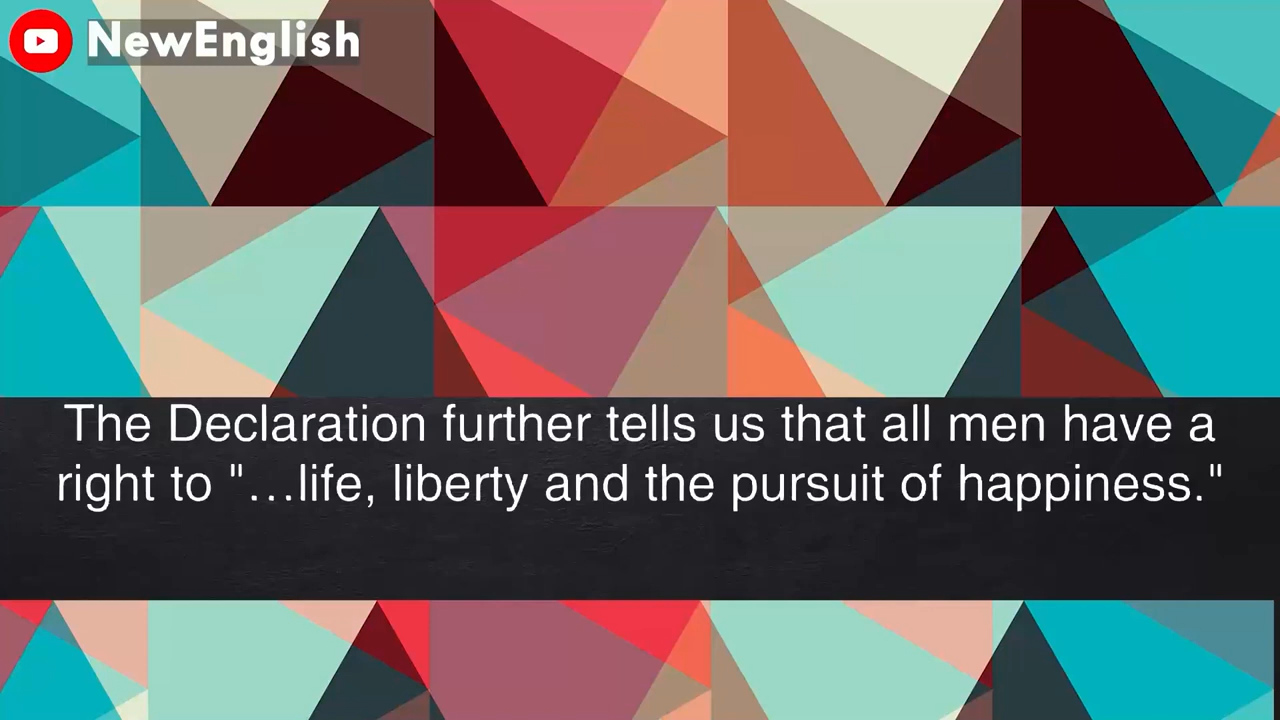 NewEnglish
The Declaration further tells us that all men have a
right to "…life, liberty and the pursuit of happiness."